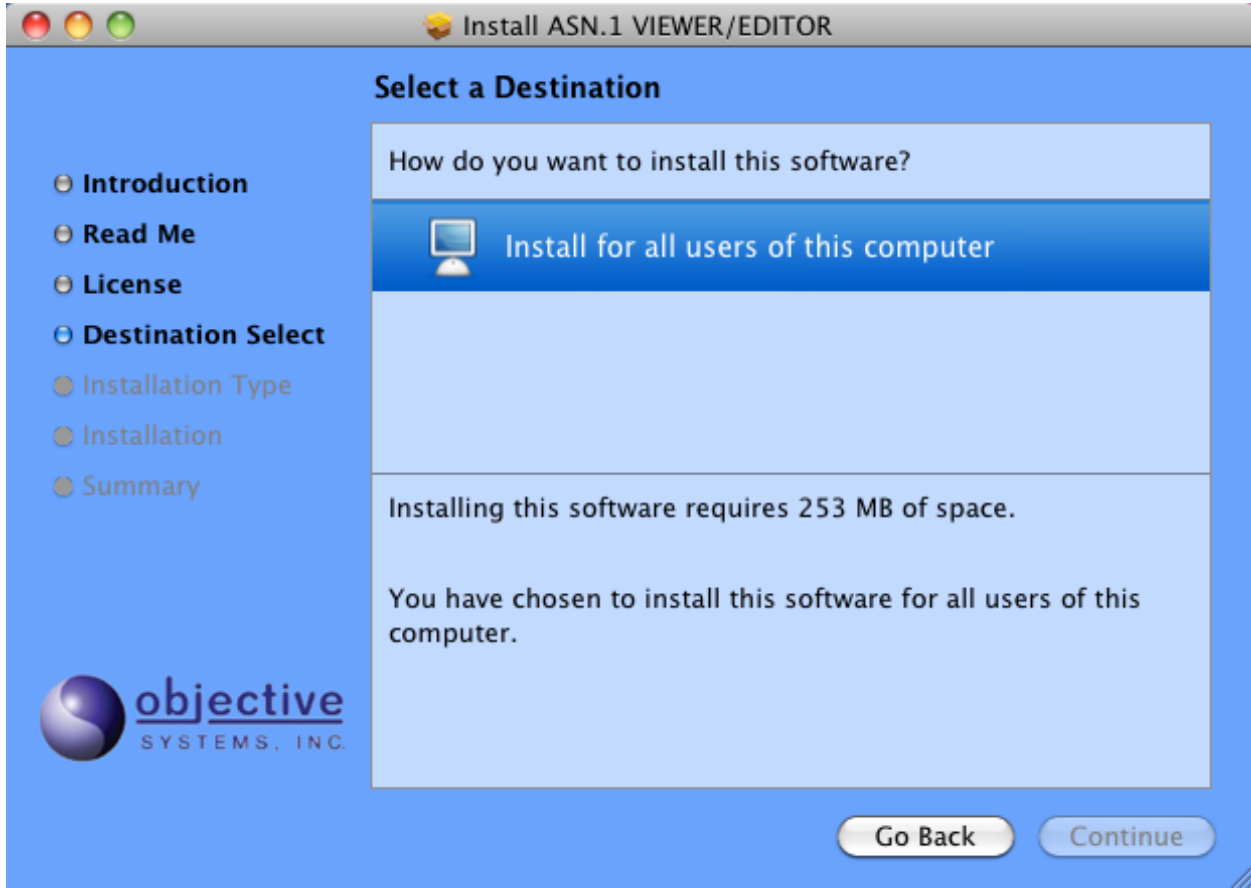 Install ASN.1 VIEWER/EDITOR
Select a Destination
Introduction
Read Me
License
Destination Select
Installation Type
Installation
Summary
How do you want to install this software?
Install for all users of this computer
Installing this software requires 253 MB of space.
You have chosen to install this software for all users of this
computer.
objective
SYSTEMS, INC.
Go Back
Continue